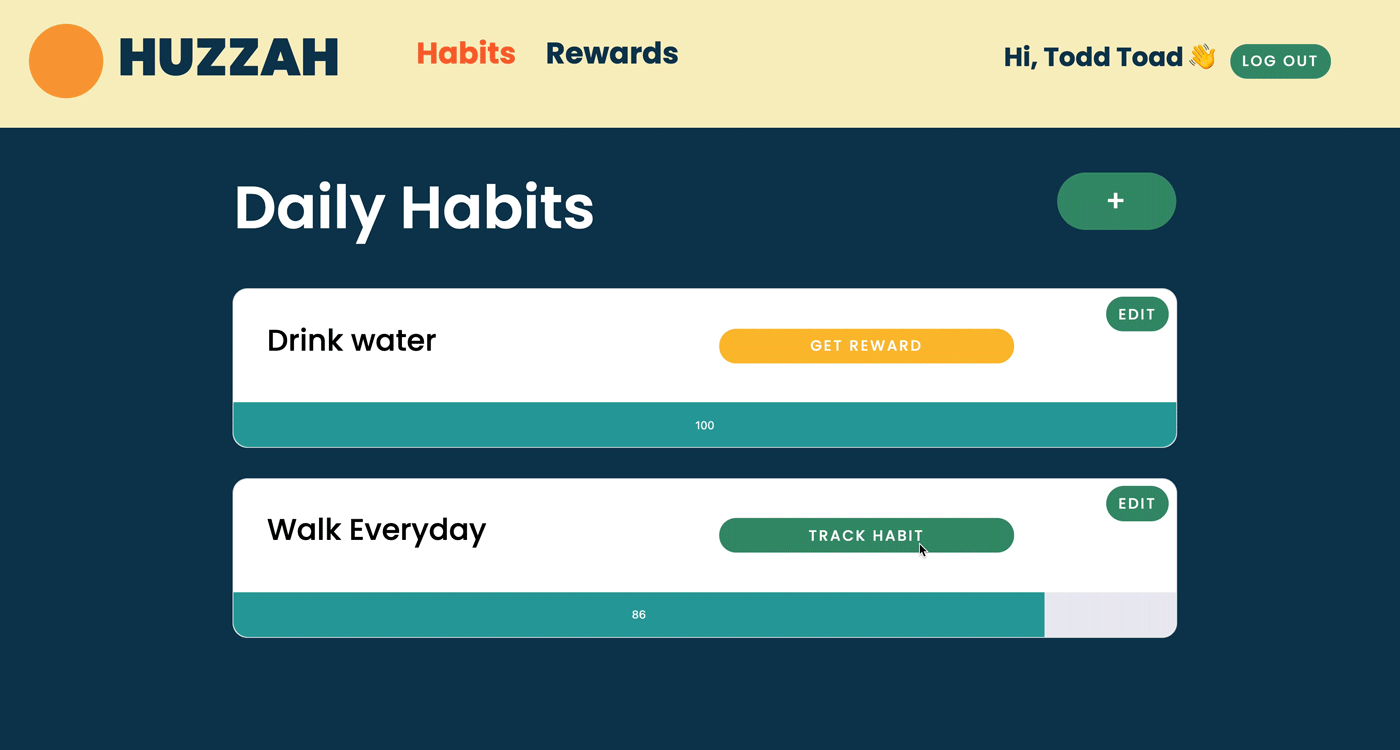 HUZZAH
Habits
Rewards
Hi, Todd Toad 👋
LOG OUT
Daily Habits
+
EDIT
Drink water
GET REWARD
100
EDIT
Walk Everyday
TRACK HABIT
86